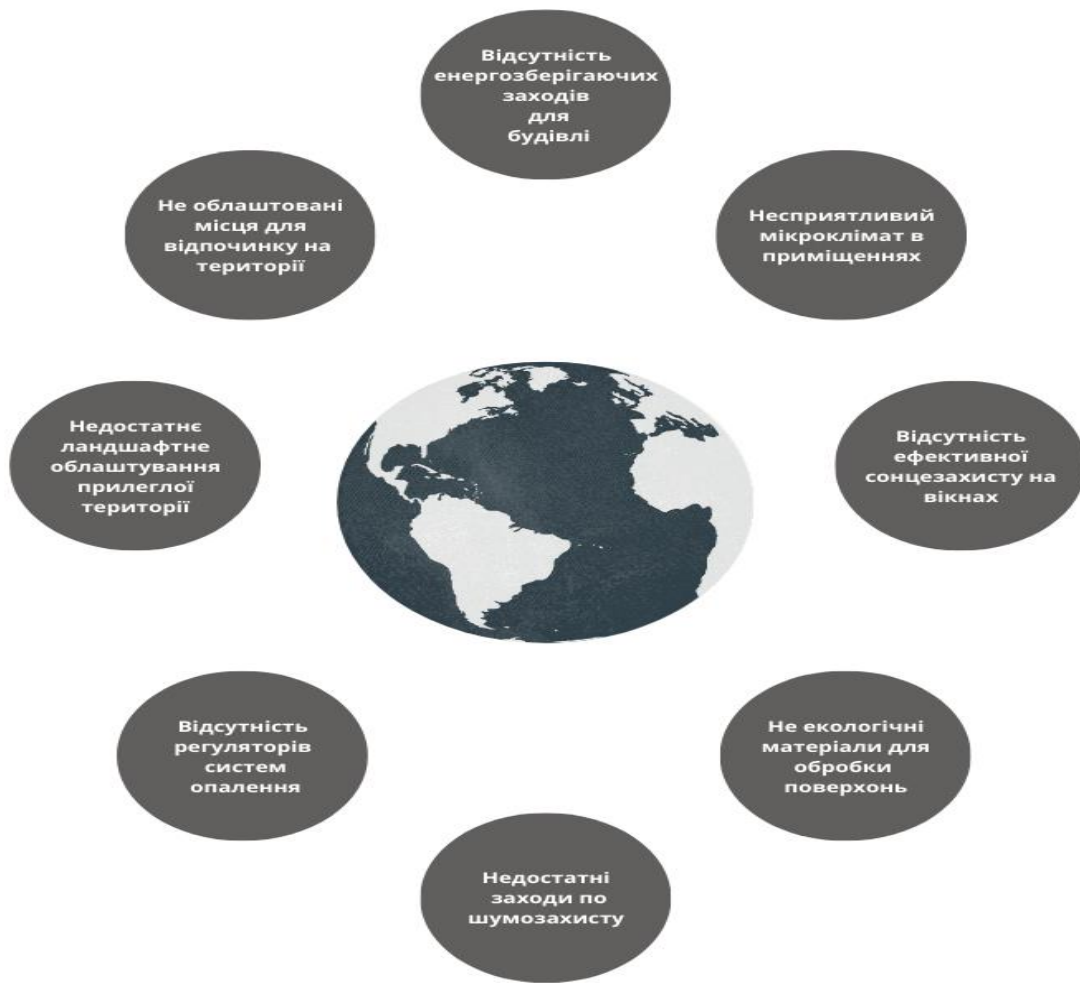 Відсутність
енергозберігаючих
заходів
для
будівлі
Несприятливий
мікроклімат в
приміщеннях
Відсутність
ефективної
сонцезахисту на
вікнах
Не екологічні
матеріали для
обробки
поверхонь
Недостатні
заходи по
шумозахисту
Відсутність
регуляторів
систем
опалення
Недостатнє
ландшафтне
облаштування
прилеглої
території
Не облаштовані
місця для
відпочинку на
території